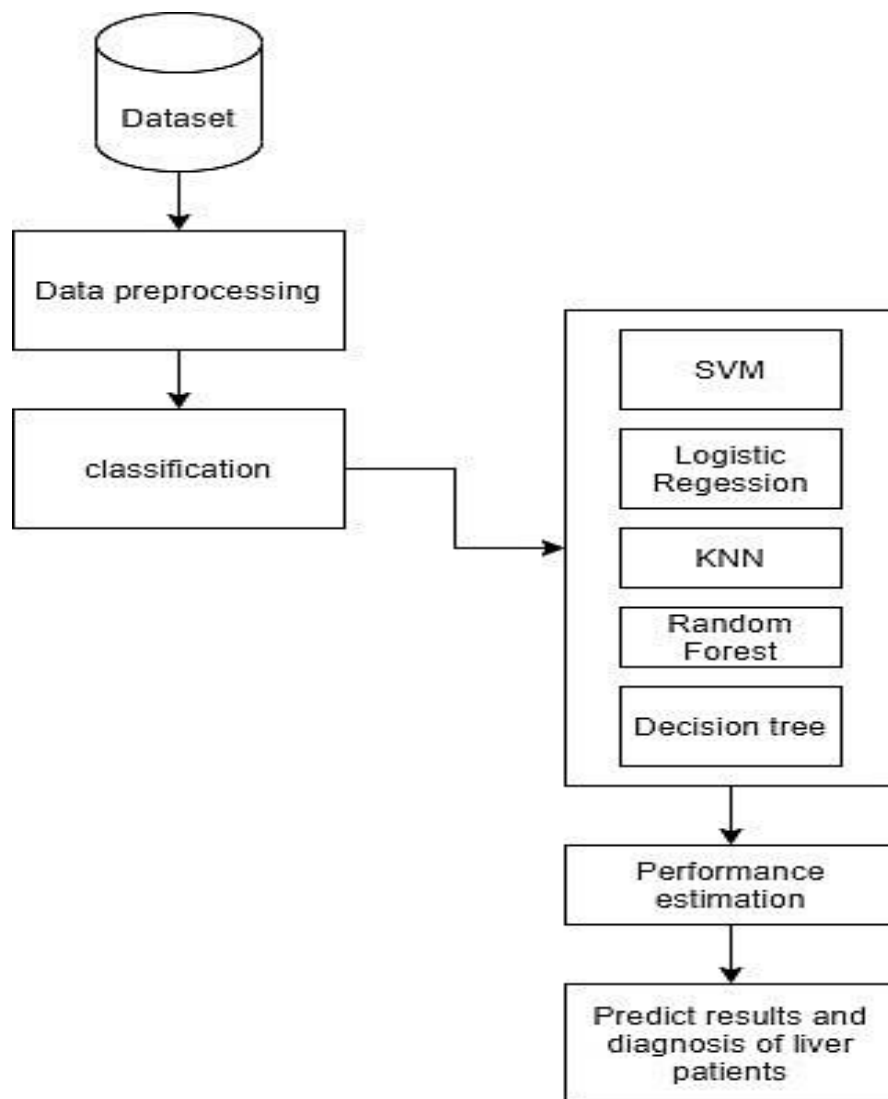 Dataset
Data preprocessing
classification
SVM
Logistic
Regression
KNN
Random
Forest
Decision tree
Performance
estimation
Predict results and
diagnosis of liver
patients